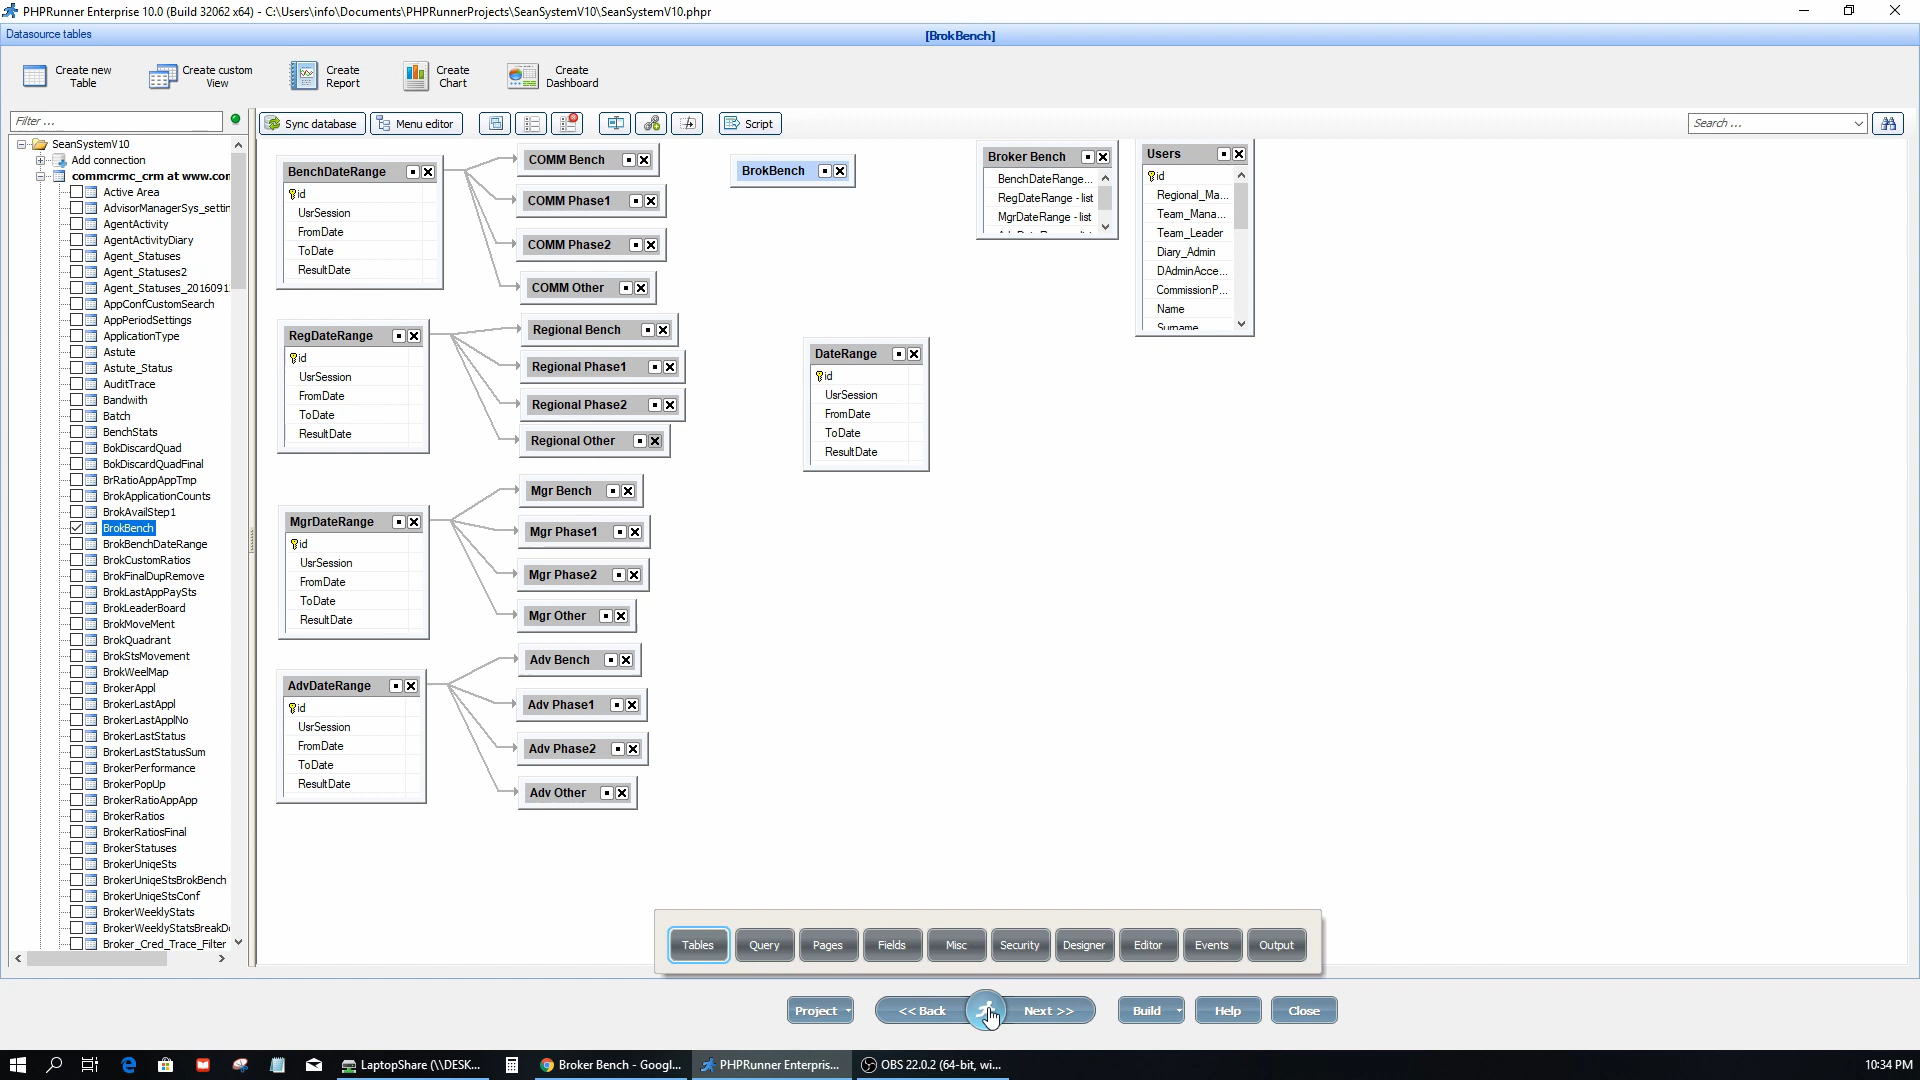 PHPRunner Enterprise 10.0 (Build 32062 x64) - C:\Users\info\Documents\PHPRunnerProjects\SeanSystemV10\SeanSystemV10.phpr
Datasource tables
[BrokBench]
Create new Table
Create custom View
Create Report
Create Chart
Create Dashboard
Filter ...
Sync database
Menu editor
Script
Search ...
SeanSystemV10
Add connection
commcrmc_crm at www.con
Active Area
AdvisorManagerSys_settin
AgentActivity
AgentActivityDiary
Agent_Statuses
Agent_Statuses2
Agent_Statuses_2016091
AppConfCustomSearch
AppPeriodSettings
ApplicationType
Astute
Astute_Status
AuditTrace
Bandwith
Batch
BenchStats
BokDiscardQuad
BokDiscardQuadFinal
BrRatioAppAppTmp
BrokApplicationCounts
BrokAvailStep1
BrokBench
BrokBenchDateRange
BrokCustomRatios
BrokFinalDupRemove
BrokLastAppPaySts
BrokLeaderBoard
BrokMoveMent
BrokQuadrant
BrokStsMovement
BrokWeelMap
BrokerAppl
BrokerLastAppl
BrokerLastApplNo
BrokerLastStatus
BrokerLastStatusSum
BrokerPerformance
BrokerPopUp
BrokerRatioAppApp
BrokerRatios
BrokerRatiosFinal
BrokerStatuses
BrokerUniqeSts
BrokerUniqeStsBrokBench
BrokerUniqeStsConf
BrokerWeeklyStats
BrokerWeeklyStatsBreakD
Broker_Cred_Trace_Filter
BenchDateRange
id
UsrSession
FromDate
ToDate
ResultDate
COMM Bench
COMM Phase1
COMM Phase2
COMM Other
RegDateRange
id
UsrSession
FromDate
ToDate
ResultDate
Regional Bench
Regional Phase1
Regional Phase2
Regional Other
MgrDateRange
id
UsrSession
FromDate
ToDate
ResultDate
Mgr Bench
Mgr Phase1
Mgr Phase2
Mgr Other
AdvDateRange
id
UsrSession
FromDate
ToDate
ResultDate
Adv Bench
Adv Phase1
Adv Phase2
Adv Other
BrokBench
DateRange
id
UsrSession
FromDate
ToDate
ResultDate
Broker Bench
BenchDateRange...
RegDateRange - list
MgrDateRange - list
Users
id
Regional_Ma...
Team_Mana...
Team_Leader
Diary_Admin
DAdminAcce...
CommissionP...
Name
Surname
Tables
Query
Pages
Fields
Misc
Security
Designer
Editor
Events
Output
Project
<< Back
Next >>
Build
Help
Close
LaptopShare (\\DESK...
Broker Bench - Googl...
PHPRunner Enterpris...
OBS 22.0.2 (64-bit, wi...
10:34 PM